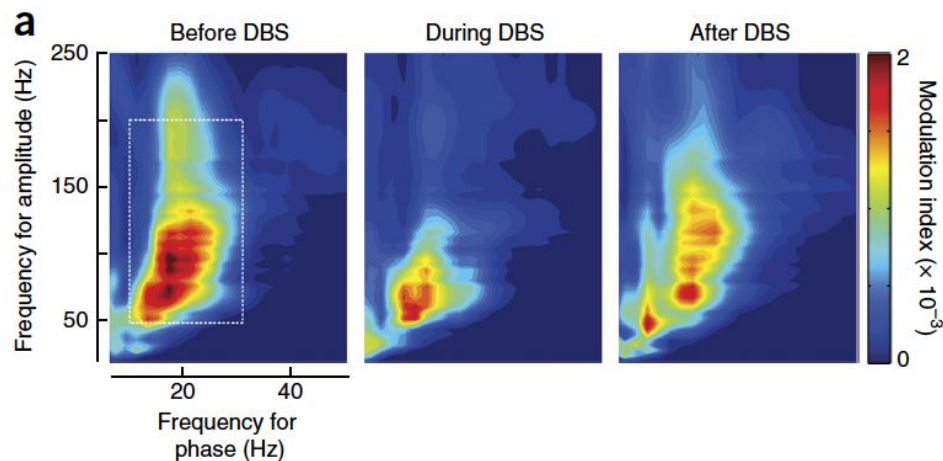 a
Before DBS
During DBS
After DBS
Frequency for amplitude (Hz)
250
150
50
20
40
Frequency for
phase (Hz)
2
0
Modulation index (× 10⁻³)